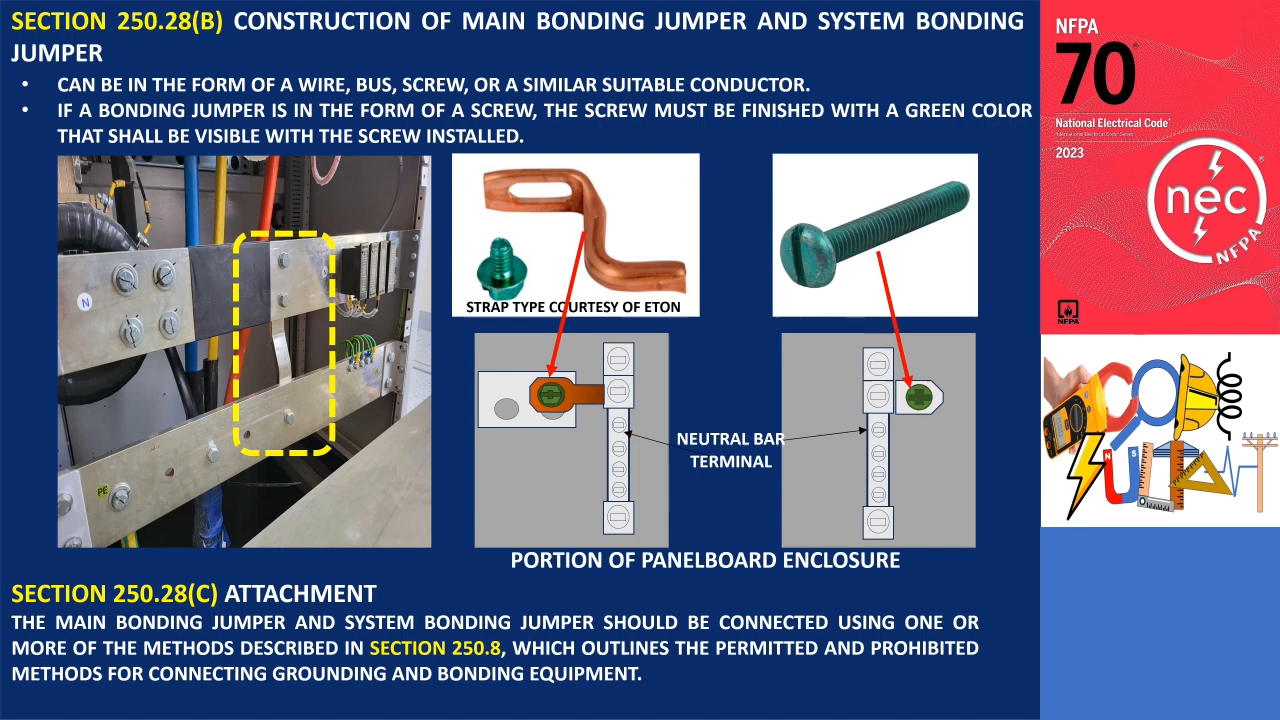 SECTION 250.28(B) CONSTRUCTION OF MAIN BONDING JUMPER AND SYSTEM BONDING
JUMPER
• CAN BE IN THE FORM OF A WIRE, BUS, SCREW, OR A SIMILAR SUITABLE CONDUCTOR.
• IF A BONDING JUMPER IS IN THE FORM OF A SCREW, THE SCREW MUST BE FINISHED WITH A GREEN COLOR
THAT SHALL BE VISIBLE WITH THE SCREW INSTALLED.
N
PE
STRAP TYPE COURTESY OF ETON
NEUTRAL BAR
TERMINAL
PORTION OF PANELBOARD ENCLOSURE
SECTION 250.28(C) ATTACHMENT
THE MAIN BONDING JUMPER AND SYSTEM BONDING JUMPER SHOULD BE CONNECTED USING ONE OR
MORE OF THE METHODS DESCRIBED IN SECTION 250.8, WHICH OUTLINES THE PERMITTED AND PROHIBITED
METHODS FOR CONNECTING GROUNDING AND BONDING EQUIPMENT.
NFPA
70®
National Electrical Code®
International Electrical Code® Series
2023
nec®
NFPA
NFPA
N S